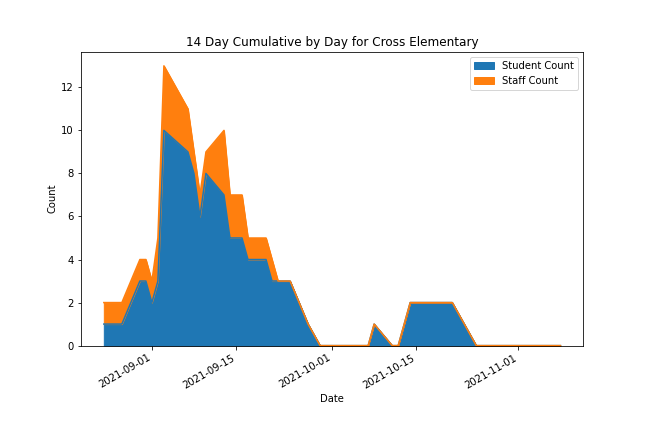 14 Day Cumulative by Day for Cross Elementary
Student Count
Staff Count
Count
12
10
8
6
4
2
0
2021-09-01
2021-09-15
2021-10-01
2021-10-15
2021-11-01
Date